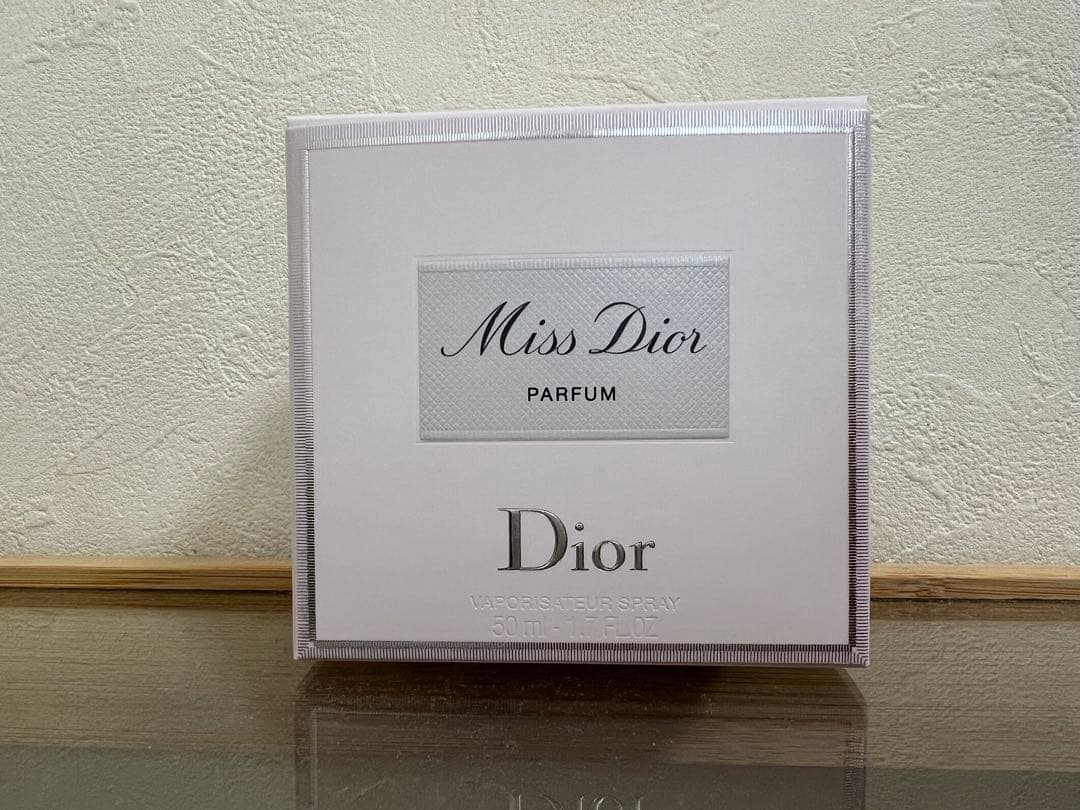 Miss Dior
PARFUM
Dior
VAPORISATEUR SPRAY
50 ml - 1.7 FL.OZ